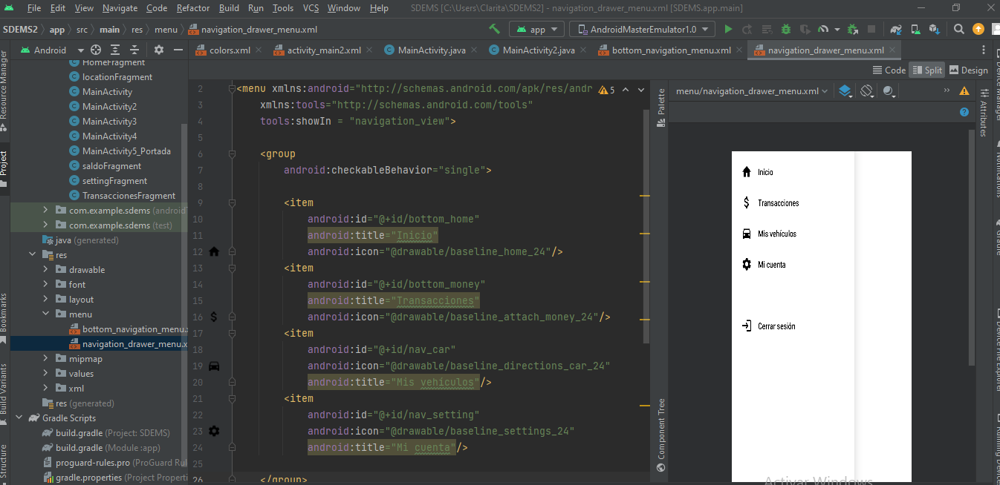 File Edit View Navigate Code Refactor Build Run Tools VCS Window Help SDEMS [C:\Users\Clarita\SDEMS2] - navigation_drawer_menu.xml [SDEMS.app.main]
SDEMS2 app src main res menu navigation_drawer_menu.xml app AndroidMasterEmulator1.0
Android colors.xml activity_main2.xml MainActivity.java MainActivity2.java bottom_navigation_menu.xml navigation_drawer_menu.xml
Code Split Design
Resource Manager
Project
Bookmarks
Build Variants
Structure
HomeFragment
locationFragment
MainActivity
MainActivity2
MainActivity3
MainActivity4
MainActivity5_Portada
saldoFragment
settingFragment
TransaccionesFragment
com.example.sdems (android
com.example.sdems (test)
java (generated)
res
drawable
font
layout
menu
bottom_navigation_menu.x
navigation_drawer_menu.x
mipmap
values
xml
res (generated)
Gradle Scripts
build.gradle (Project: SDEMS)
build.gradle (Module :app)
proguard-rules.pro (ProGuard Rul
gradle.properties (Project Properti
2 <menu xmlns:android="http://schemas.android.com/apk/res/andr 5
3 xmlns:tools="http://schemas.android.com/tools"
4 tools:showIn = "navigation_view">
5
6 <group
7 android:checkableBehavior="single">
8
9 <item
10 android:id="@+id/bottom_home"
11 android:title="Inicio"
12 android:icon="@drawable/baseline_home_24"/>
13 <item
14 android:id="@+id/bottom_money"
15 android:title="Transacciones"
16 android:icon="@drawable/baseline_attach_money_24"/>
17 <item
18 android:id="@+id/nav_car"
19 android:icon="@drawable/baseline_directions_car_24"
20 android:title="Mis vehiculos"/>
21 <item
22 android:id="@+id/nav_setting"
23 android:icon="@drawable/baseline_settings_24"
24 android:title="Mi cuenta"/>
25
26 </group>
Palette
Component Tree
menu/navigation_drawer_menu.xml
Inicio
Transacciones
Mis vehículos
Mi cuenta
Cerrar sesión
Activar Windows
Attributes
Device Manager
Notifications
Gradle
Device File Explorer
Running Devices